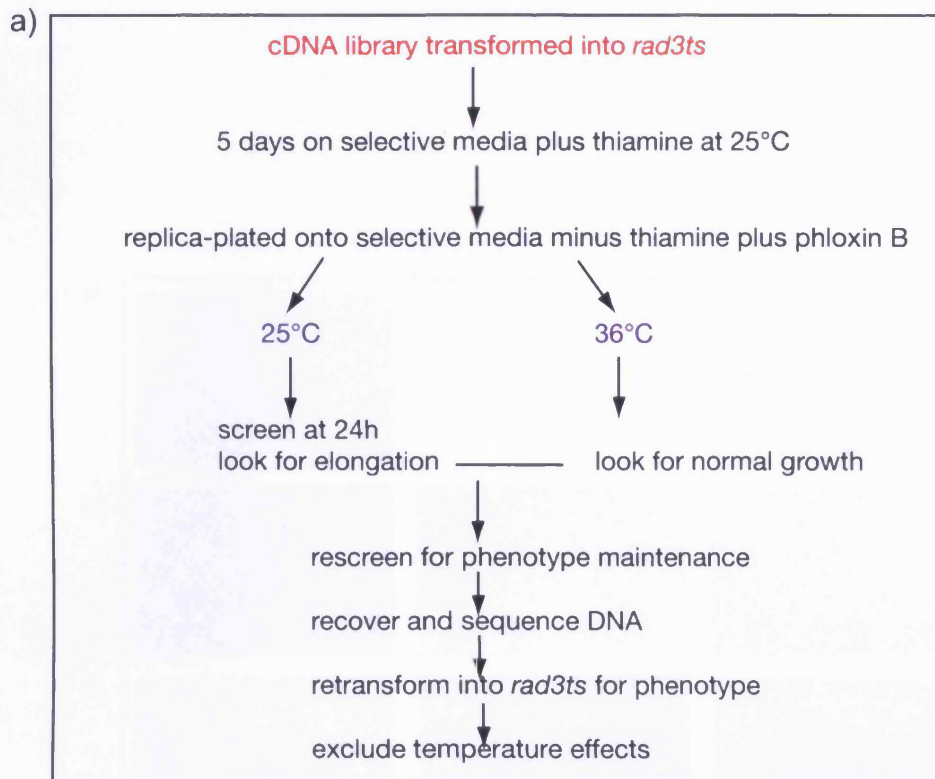 a)
cDNA library transformed into rad3ts
5 days on selective media plus thiamine at 25°C
replica-plated onto selective media minus thiamine plus phloxin B
25°C
36°C
screen at 24h
look for elongation
look for normal growth
rescreen for phenotype maintenance
recover and sequence DNA
retransform into rad3ts for phenotype
exclude temperature effects